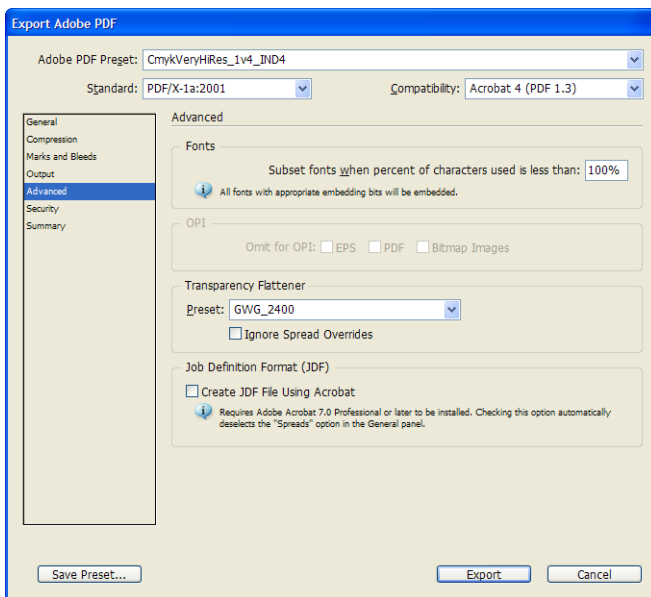 Export Adobe PDF
Adobe PDF Preset: CmykVeryHiRes_1v4_IND4
Standard: PDF/X-1a:2001 Compatibility: Acrobat 4 (PDF 1.3)
General
Compression
Marks and Bleeds
Output
Advanced
Security
Summary
Advanced
Fonts
Subset fonts when percent of characters used is less than: 100%
All fonts with appropriate embedding bits will be embedded.
OPI
Omit for OPI: EPS PDF Bitmap Images
Transparency Flattener
Preset: GWG_2400
Ignore Spread Overrides
Job Definition Format (JDF)
Create JDF File Using Acrobat
Requires Adobe Acrobat 7.0 Professional or later to be installed. Checking this option automatically
deselects the "Spreads" option in the General panel.
Save Preset... Export Cancel